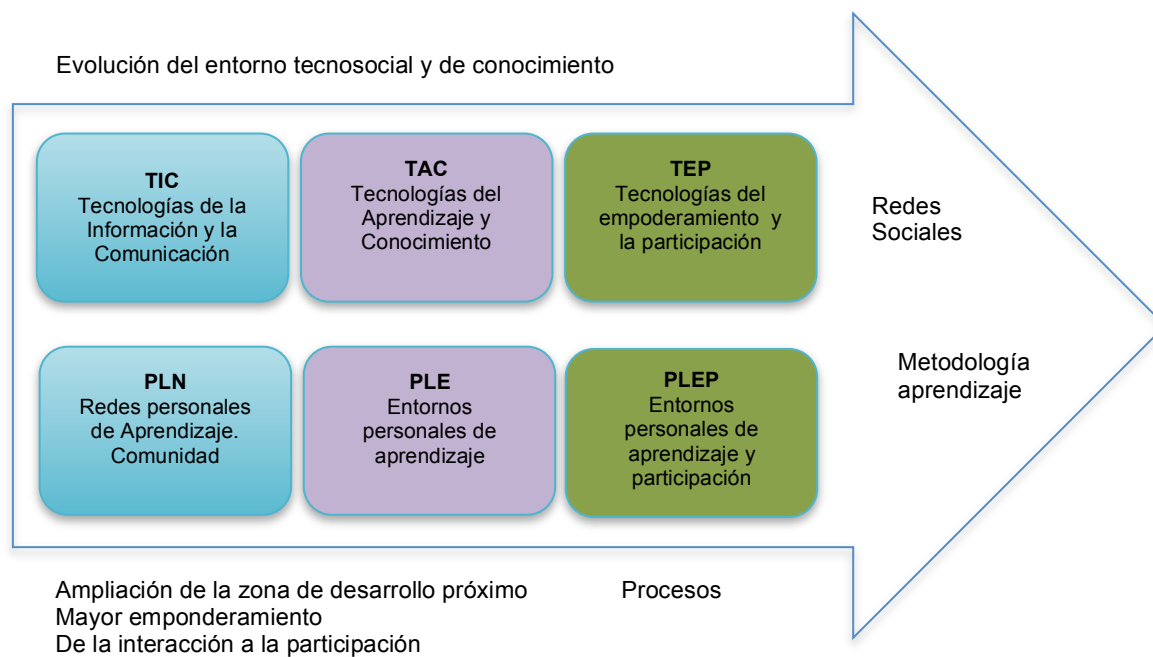 Evolución del entorno tecnosocial y de conocimiento
TIC
Tecnologías de la
Información y la
Comunicación
TAC
Tecnologías del
Aprendizaje y
Conocimiento
TEP
Tecnologías del
empoderamiento y
la participación
Redes
Sociales
PLN
Redes personales
de Aprendizaje.
Comunidad
PLE
Entornos
personales de
aprendizaje
PLEP
Entornos
personales de
aprendizaje y
participación
Metodología
aprendizaje
Ampliación de la zona de desarrollo próximo
Mayor emponderamiento
De la interacción a la participación
Procesos